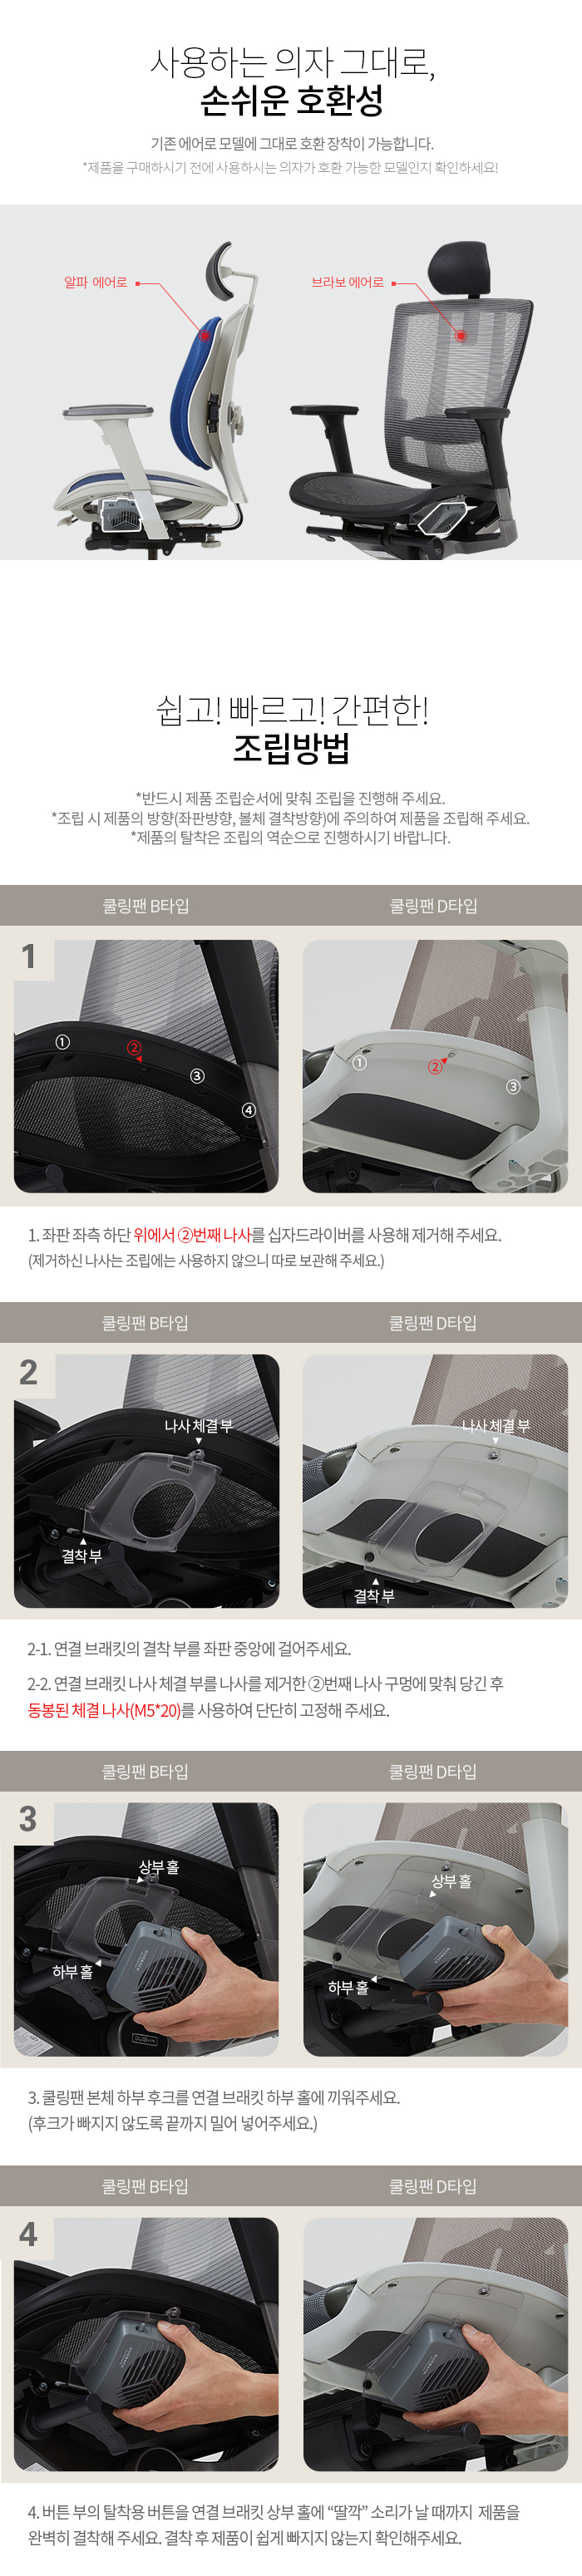 사용하는 의자 그대로,
손쉬운 호환성
기존 에어로 모델에 그대로 호환 장착이 가능합니다.
*제품을 구매하시기 전에 사용하시는 의자가 호환 가능한 모델인지 확인하세요!
알파 에어로
브라보 에어로
쉽고! 빠르고! 간편한!
조립방법
*반드시 제품 조립순서에 맞춰 조립을 진행해 주세요.
*조립 시 제품의 방향(좌판방향, 볼체 결착방향)에 주의하여 제품을 조립해 주세요.
*제품의 탈착은 조립의 역순으로 진행하시기 바랍니다.
쿨링팬 B타입
쿨링팬 D타입
1
① ② ③ ④
① ② ③
1. 좌판 좌측 하단 위에서 ②번째 나사를 십자드라이버를 사용해 제거해 주세요.
(제거하신 나사는 조립에는 사용하지 않으니 따로 보관해 주세요.)
쿨링팬 B타입
쿨링팬 D타입
2
나사 체결 부
결착 부
나사 체결 부
결착 부
2-1. 연결 브래킷의 결착 부를 좌판 중앙에 걸어주세요.
2-2. 연결 브래킷 나사 체결 부를 나사를 제거한 ②번째 나사 구멍에 맞춰 당긴 후
동봉된 체결 나사(M5*20)를 사용하여 단단히 고정해 주세요.
쿨링팬 B타입
쿨링팬 D타입
3
상부 홀
하부 홀
상부 홀
하부 홀
3. 쿨링팬 본체 하부 후크를 연결 브래킷 하부 홀에 끼워주세요.
(후크가 빠지지 않도록 끝까지 밀어 넣어주세요.)
쿨링팬 B타입
쿨링팬 D타입
4
4. 버튼 부의 탈착용 버튼을 연결 브래킷 상부 홀에 “딸깍” 소리가 날 때까지 제품을
완벽히 결착해 주세요. 결착 후 제품이 쉽게 빠지지 않는지 확인해주세요.